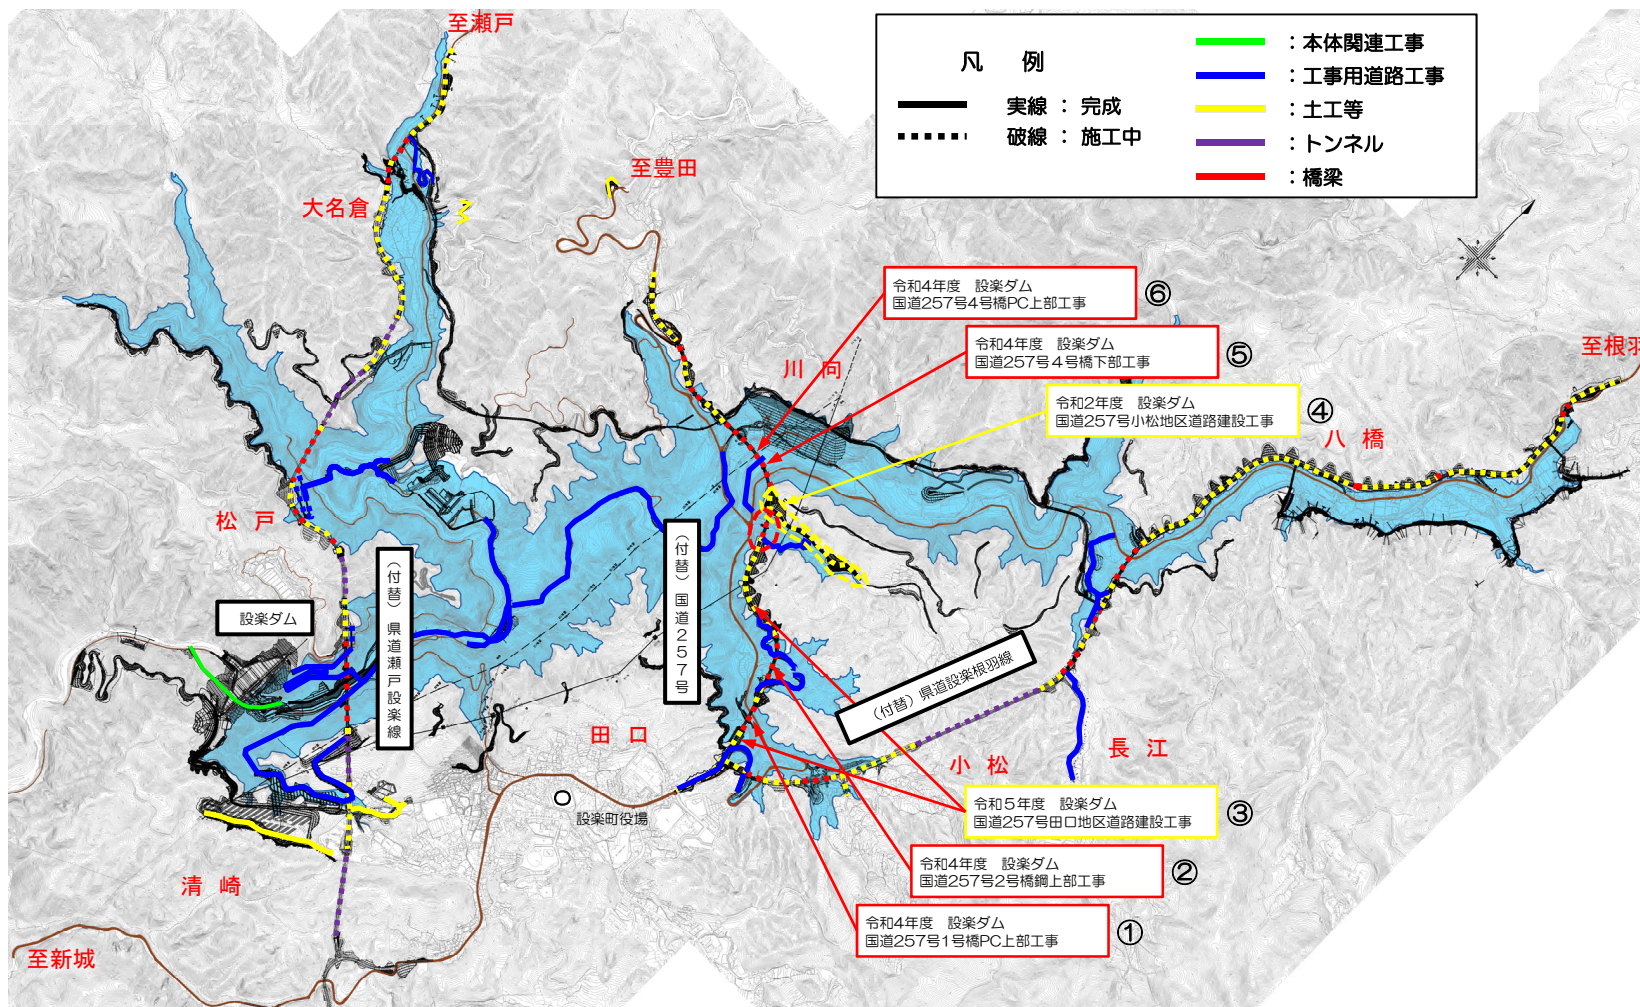 至瀬戸
凡 例
実線 ： 完成
破線 ： 施工中
：本体関連工事
：工事用道路工事
：土工等
：トンネル
：橋梁
至豊田
大名倉
令和4年度 設楽ダム
国道257号4号橋PC上部工事
⑥
令和4年度 設楽ダム
国道257号４号橋下部工事
⑤
至根羽
川 向
令和2年度 設楽ダム
国道257号小松地区道路建設工事
④
八 橋
松 戸
（付替）県道瀬戸設楽線
（付替）国道２５７号
設楽ダム
（付替）県道設楽根羽線
田 口
小 松
長 江
設楽町役場
令和５年度 設楽ダム
国道257号田口地区道路建設工事
③
令和4年度 設楽ダム
国道257号2号橋鋼上部工事
②
清 崎
令和4年度 設楽ダム
国道257号1号橋PC上部工事
①
至新城